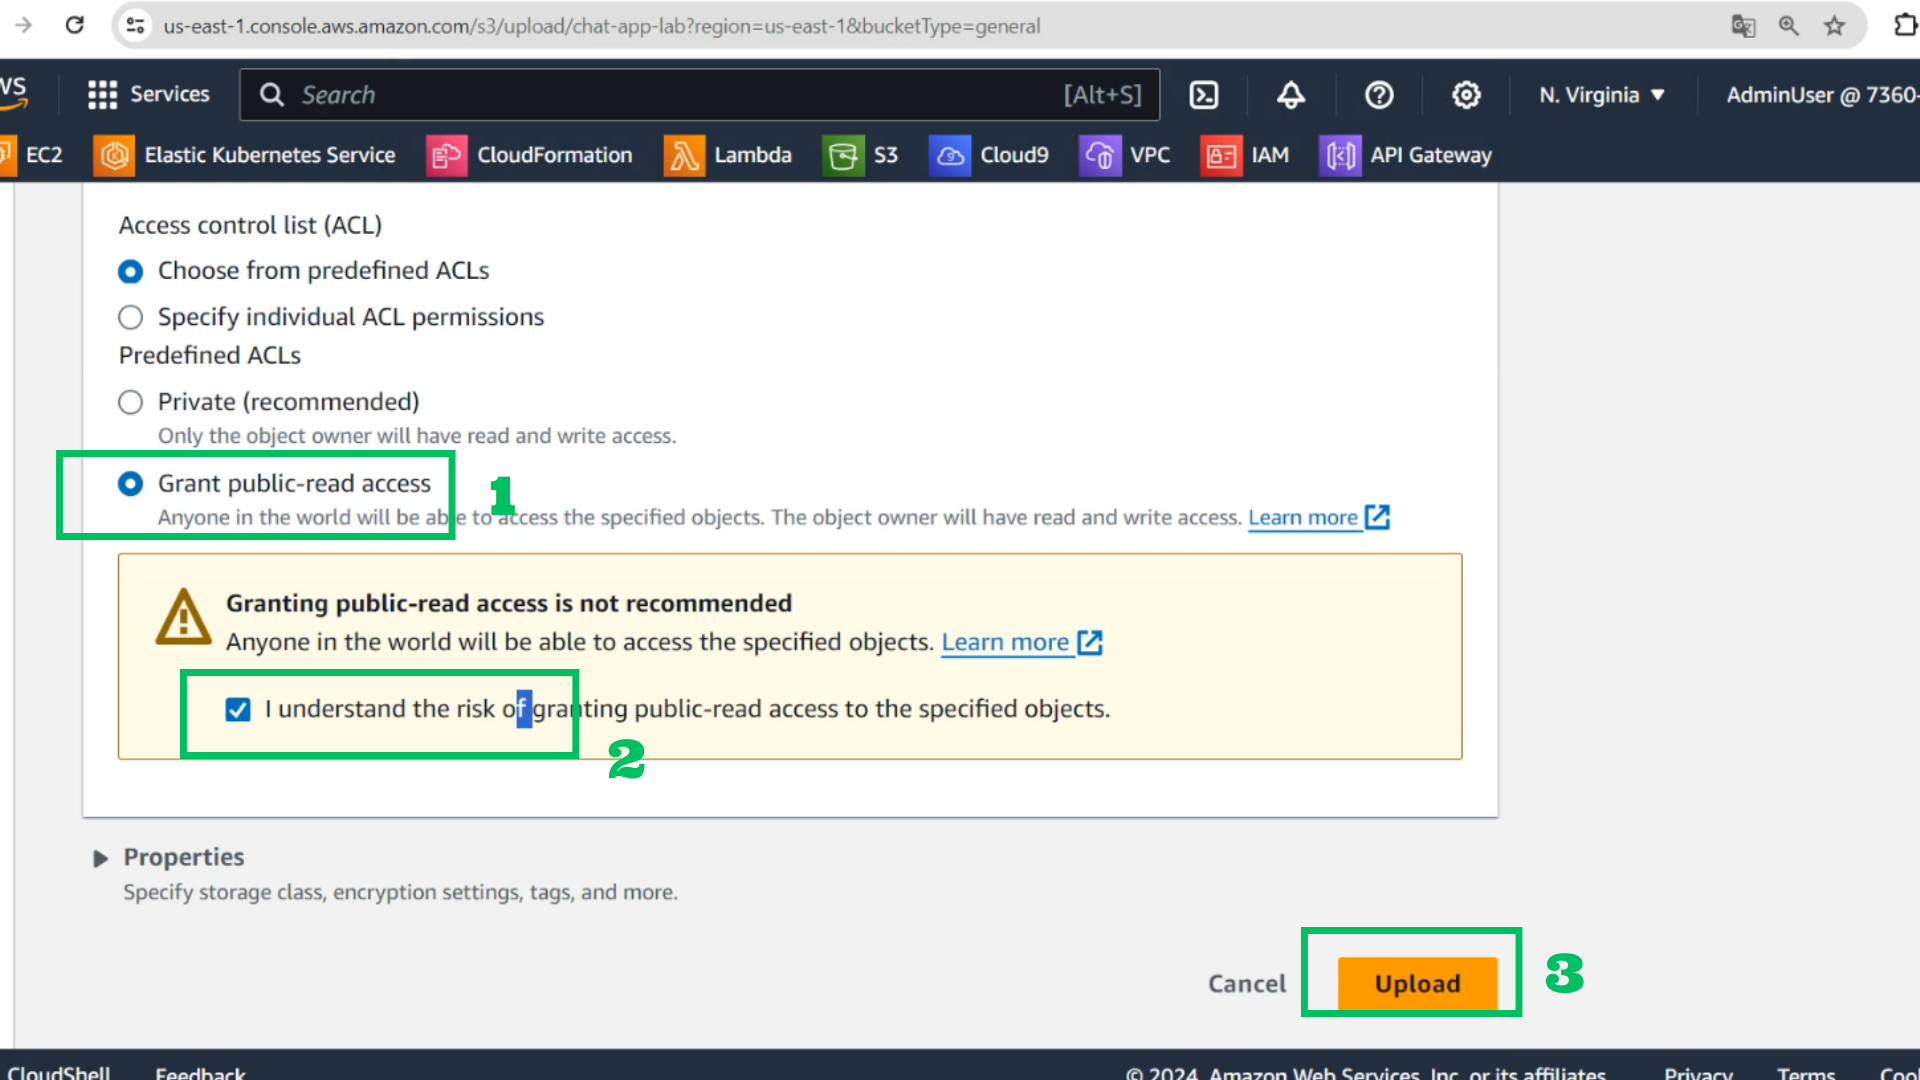 us-east-1.console.aws.amazon.com/s3/upload/chat-app-lab?region=us-east-1&bucketType=general
Services
Search
[Alt+S]
N. Virginia
AdminUser @ 7360-
EC2
Elastic Kubernetes Service
CloudFormation
Lambda
S3
Cloud9
VPC
IAM
API Gateway
Access control list (ACL)
Choose from predefined ACLs
Specify individual ACL permissions
Predefined ACLs
Private (recommended)
Only the object owner will have read and write access.
Grant public-read access
1
Anyone in the world will be able to access the specified objects. The object owner will have read and write access. Learn more
Granting public-read access is not recommended
Anyone in the world will be able to access the specified objects. Learn more
I understand the risk of granting public-read access to the specified objects.
2
Properties
Specify storage class, encryption settings, tags, and more.
Cancel
Upload
3
CloudShell
Feedback
© 2024, Amazon Web Services, Inc. or its affiliates.
Privacy
Terms